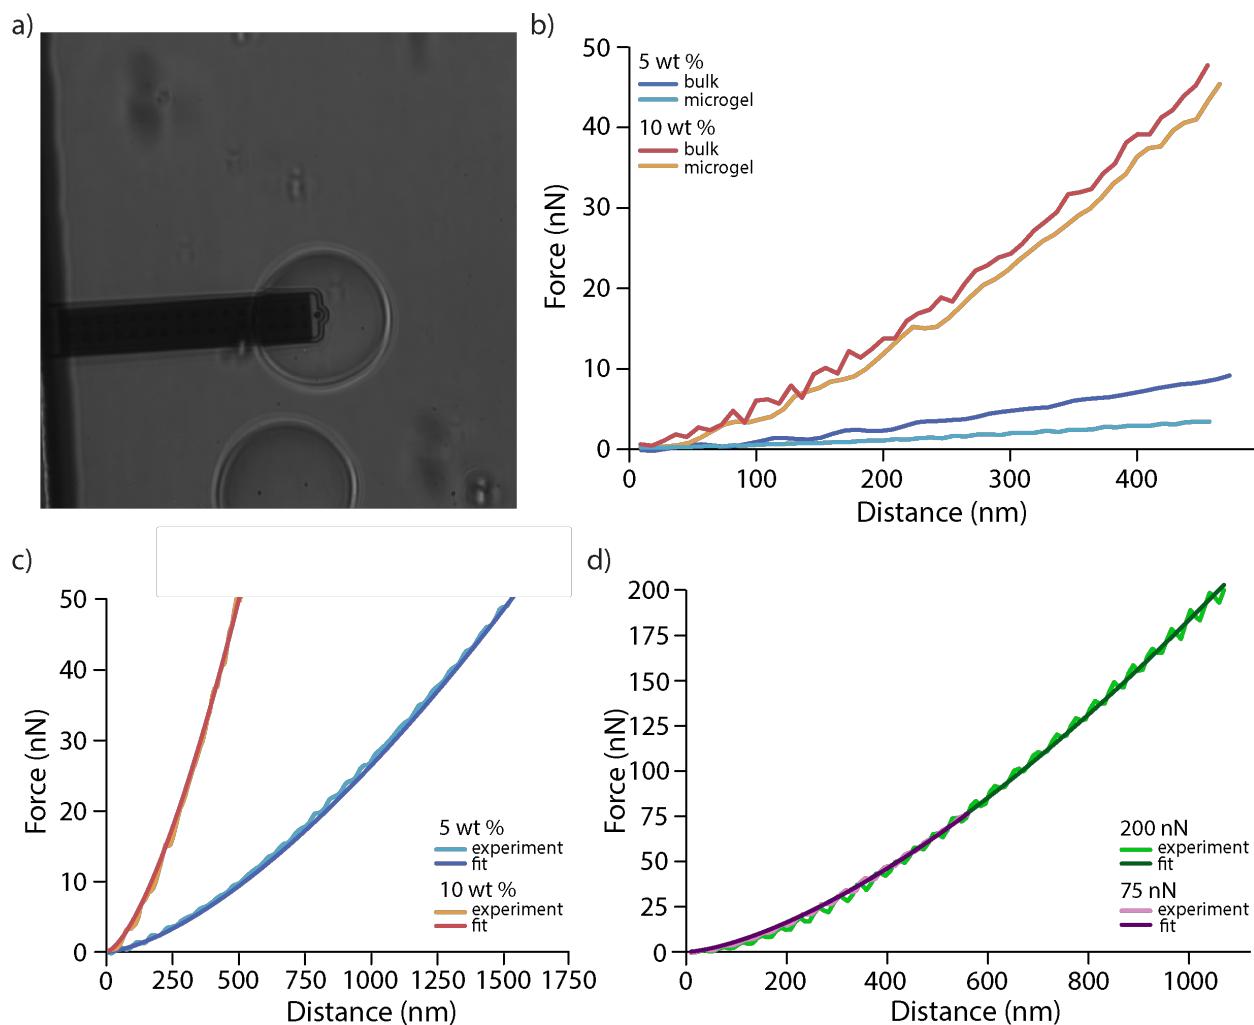 a)
b)
50
40
30
20
10
0
Force (nN)
5 wt %
bulk
microgel
10 wt %
bulk
microgel
0
100
200
300
400
Distance (nm)
c)
50
40
30
20
10
0
Force (nN)
5 wt %
experiment
fit
10 wt %
experiment
fit
0
250
500
750
1000
1250
1500
1750
Distance (nm)
d)
200
175
150
125
100
75
50
25
0
Force (nN)
200 nN
experiment
fit
75 nN
experiment
fit
0
200
400
600
800
1000
Distance (nm)